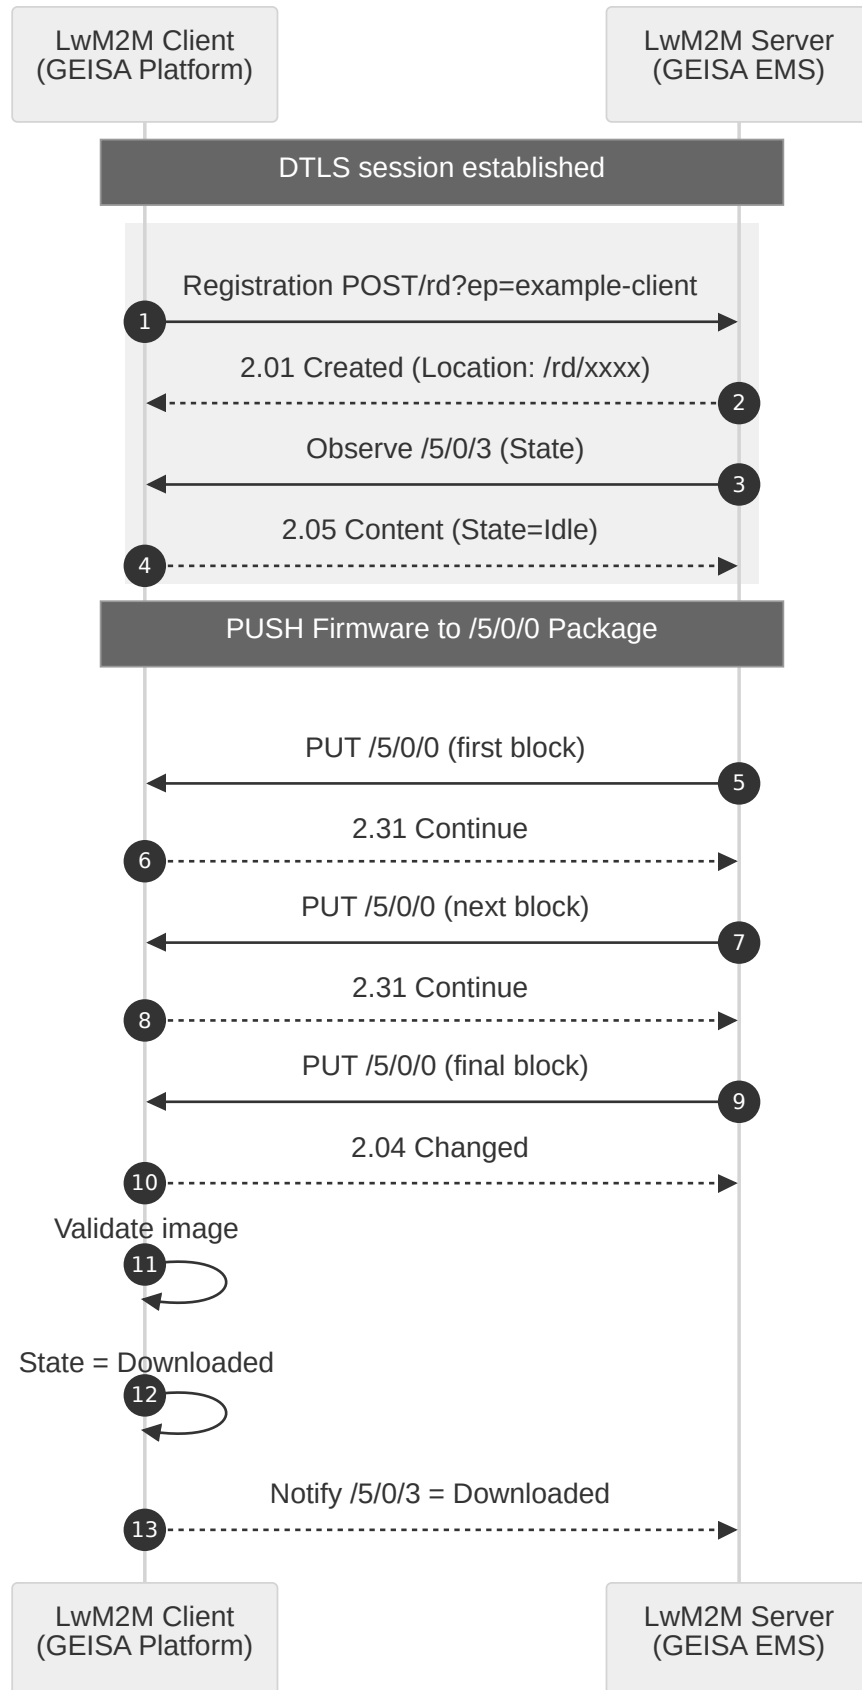 LwM2M Client
(GEISA Platform)
LwM2M Server
(GEISA EMS)
DTLS session established
Registration POST/rd?ep=example-client
1
2.01 Created (Location: /rd/xxxx)
2
Observe /5/0/3 (State)
3
2.05 Content (State=Idle)
4
PUSH Firmware to /5/0/0 Package
PUT /5/0/0 (first block)
5
2.31 Continue
6
PUT /5/0/0 (next block)
7
2.31 Continue
8
PUT /5/0/0 (final block)
9
2.04 Changed
10
Validate image
11
State = Downloaded
12
Notify /5/0/3 = Downloaded
13
LwM2M Client
(GEISA Platform)
LwM2M Server
(GEISA EMS)